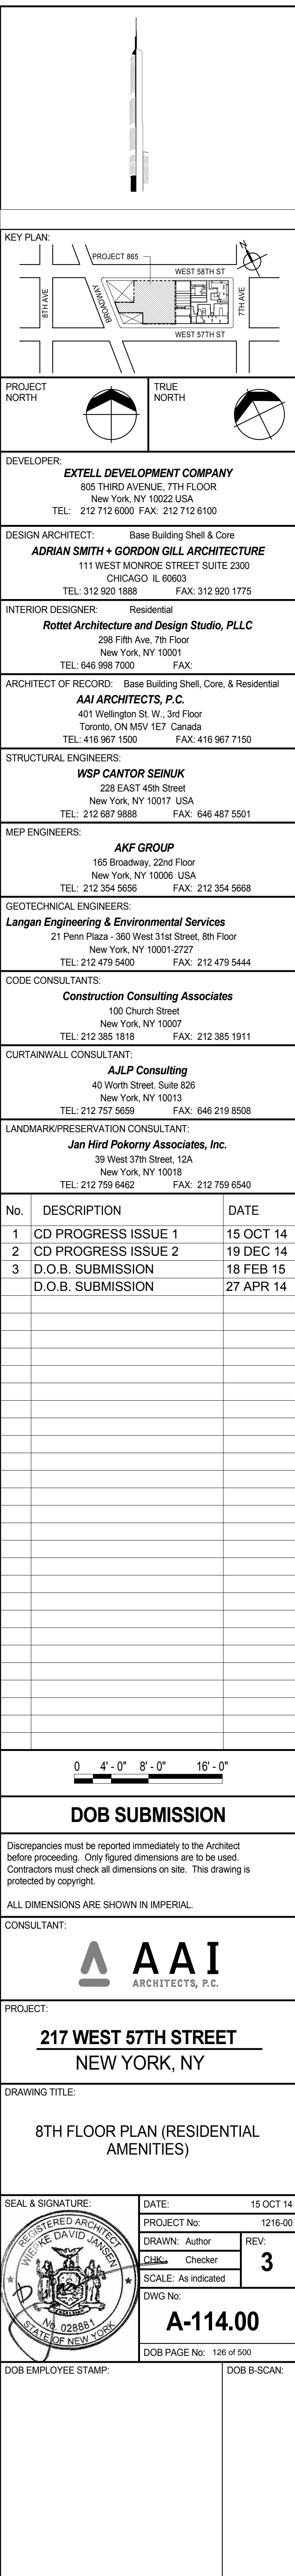 KEY PLAN:
N
PROJECT 865
WEST 58TH ST
8TH AVE
BROADWAY
7TH AVE
WEST 57TH ST
PROJECT
NORTH
TRUE
NORTH
DEVELOPER:
EXTELL DEVELOPMENT COMPANY
805 THIRD AVENUE, 7TH FLOOR
New York, NY 10022 USA
TEL: 212 712 6000 FAX: 212 712 6100
DESIGN ARCHITECT: Base Building Shell & Core
ADRIAN SMITH + GORDON GILL ARCHITECTURE
111 WEST MONROE STREET SUITE 2300
CHICAGO IL 60603
TEL: 312 920 1888 FAX: 312 920 1775
INTERIOR DESIGNER: Residential
Rottet Architecture and Design Studio, PLLC
298 Fifth Ave, 7th Floor
New York, NY 10001
TEL: 646 998 7000 FAX:
ARCHITECT OF RECORD: Base Building Shell, Core, & Residential
AAI ARCHITECTS, P.C.
401 Wellington St. W., 3rd Floor
Toronto, ON M5V 1E7 Canada
TEL: 416 967 1500 FAX: 416 967 7150
STRUCTURAL ENGINEERS:
WSP CANTOR SEINUK
228 EAST 45th Street
New York, NY 10017 USA
TEL: 212 687 9888 FAX: 646 487 5501
MEP ENGINEERS:
AKF GROUP
165 Broadway, 22nd Floor
New York, NY 10006 USA
TEL: 212 354 5656 FAX: 212 354 5668
GEOTECHNICAL ENGINEERS:
Langan Engineering & Environmental Services
21 Penn Plaza - 360 West 31st Street, 8th Floor
New York, NY 10001-2727
TEL: 212 479 5400 FAX: 212 479 5444
CODE CONSULTANTS:
Construction Consulting Associates
100 Church Street
New York, NY 10007
TEL: 212 385 1818 FAX: 212 385 1911
CURTAINWALL CONSULTANT:
AJLP Consulting
40 Worth Street. Suite 826
New York, NY 10013
TEL: 212 757 5659 FAX: 646 219 8508
LANDMARK/PRESERVATION CONSULTANT:
Jan Hird Pokorny Associates, Inc.
39 West 37th Street, 12A
New York, NY 10018
TEL: 212 759 6462 FAX: 212 759 6540
No. DESCRIPTION DATE
1 CD PROGRESS ISSUE 1 15 OCT 14
2 CD PROGRESS ISSUE 2 19 DEC 14
3 D.O.B. SUBMISSION 18 FEB 15
D.O.B. SUBMISSION 27 APR 14
0 4' - 0" 8' - 0" 16' - 0"
DOB SUBMISSION
Discrepancies must be reported immediately to the Architect
before proceeding. Only figured dimensions are to be used.
Contractors must check all dimensions on site. This drawing is
protected by copyright.
ALL DIMENSIONS ARE SHOWN IN IMPERIAL.
CONSULTANT:
AAI
ARCHITECTS, P.C.
PROJECT:
217 WEST 57TH STREET
NEW YORK, NY
DRAWING TITLE:
8TH FLOOR PLAN (RESIDENTIAL
AMENITIES)
SEAL & SIGNATURE:
REGISTERED ARCHITECT
WIEPKE DAVID JANSEN
No. 028881
STATE OF NEW YORK
DATE: 15 OCT 14
PROJECT No: 1216-00
DRAWN: Author
CHK: Checker
SCALE: As indicated
REV:
3
DWG No:
A-114.00
DOB PAGE No: 126 of 500
DOB EMPLOYEE STAMP:
DOB B-SCAN: